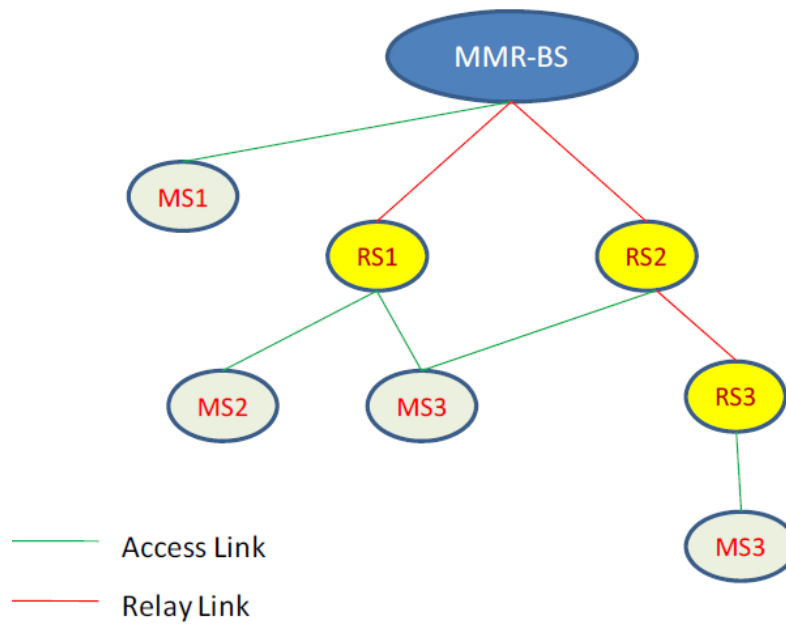 MMR-BS
MS1
RS1
RS2
MS2
MS3
RS3
MS3
Access Link
Relay Link